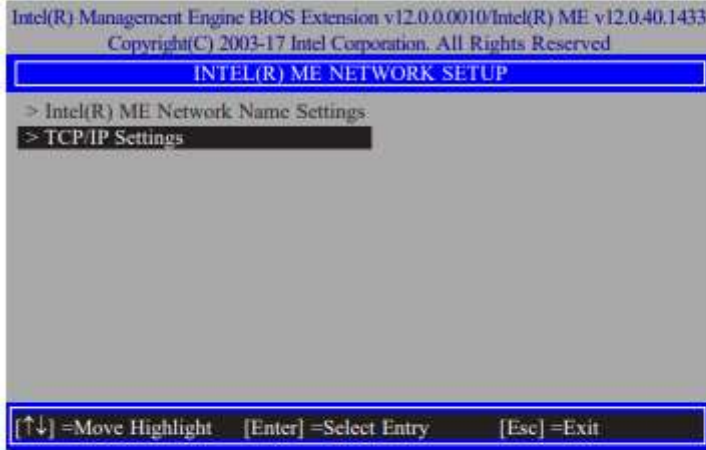 Intel(R) Management Engine BIOS Extension v12.0.0.0010/Intel(R) ME v12.0.40.1433
Copyright(C) 2003-17 Intel Corporation. All Rights Reserved
INTEL(R) ME NETWORK SETUP
> Intel(R) ME Network Name Settings
> TCP/IP Settings
[↑↓] =Move Highlight [Enter] =Select Entry [Esc] =Exit